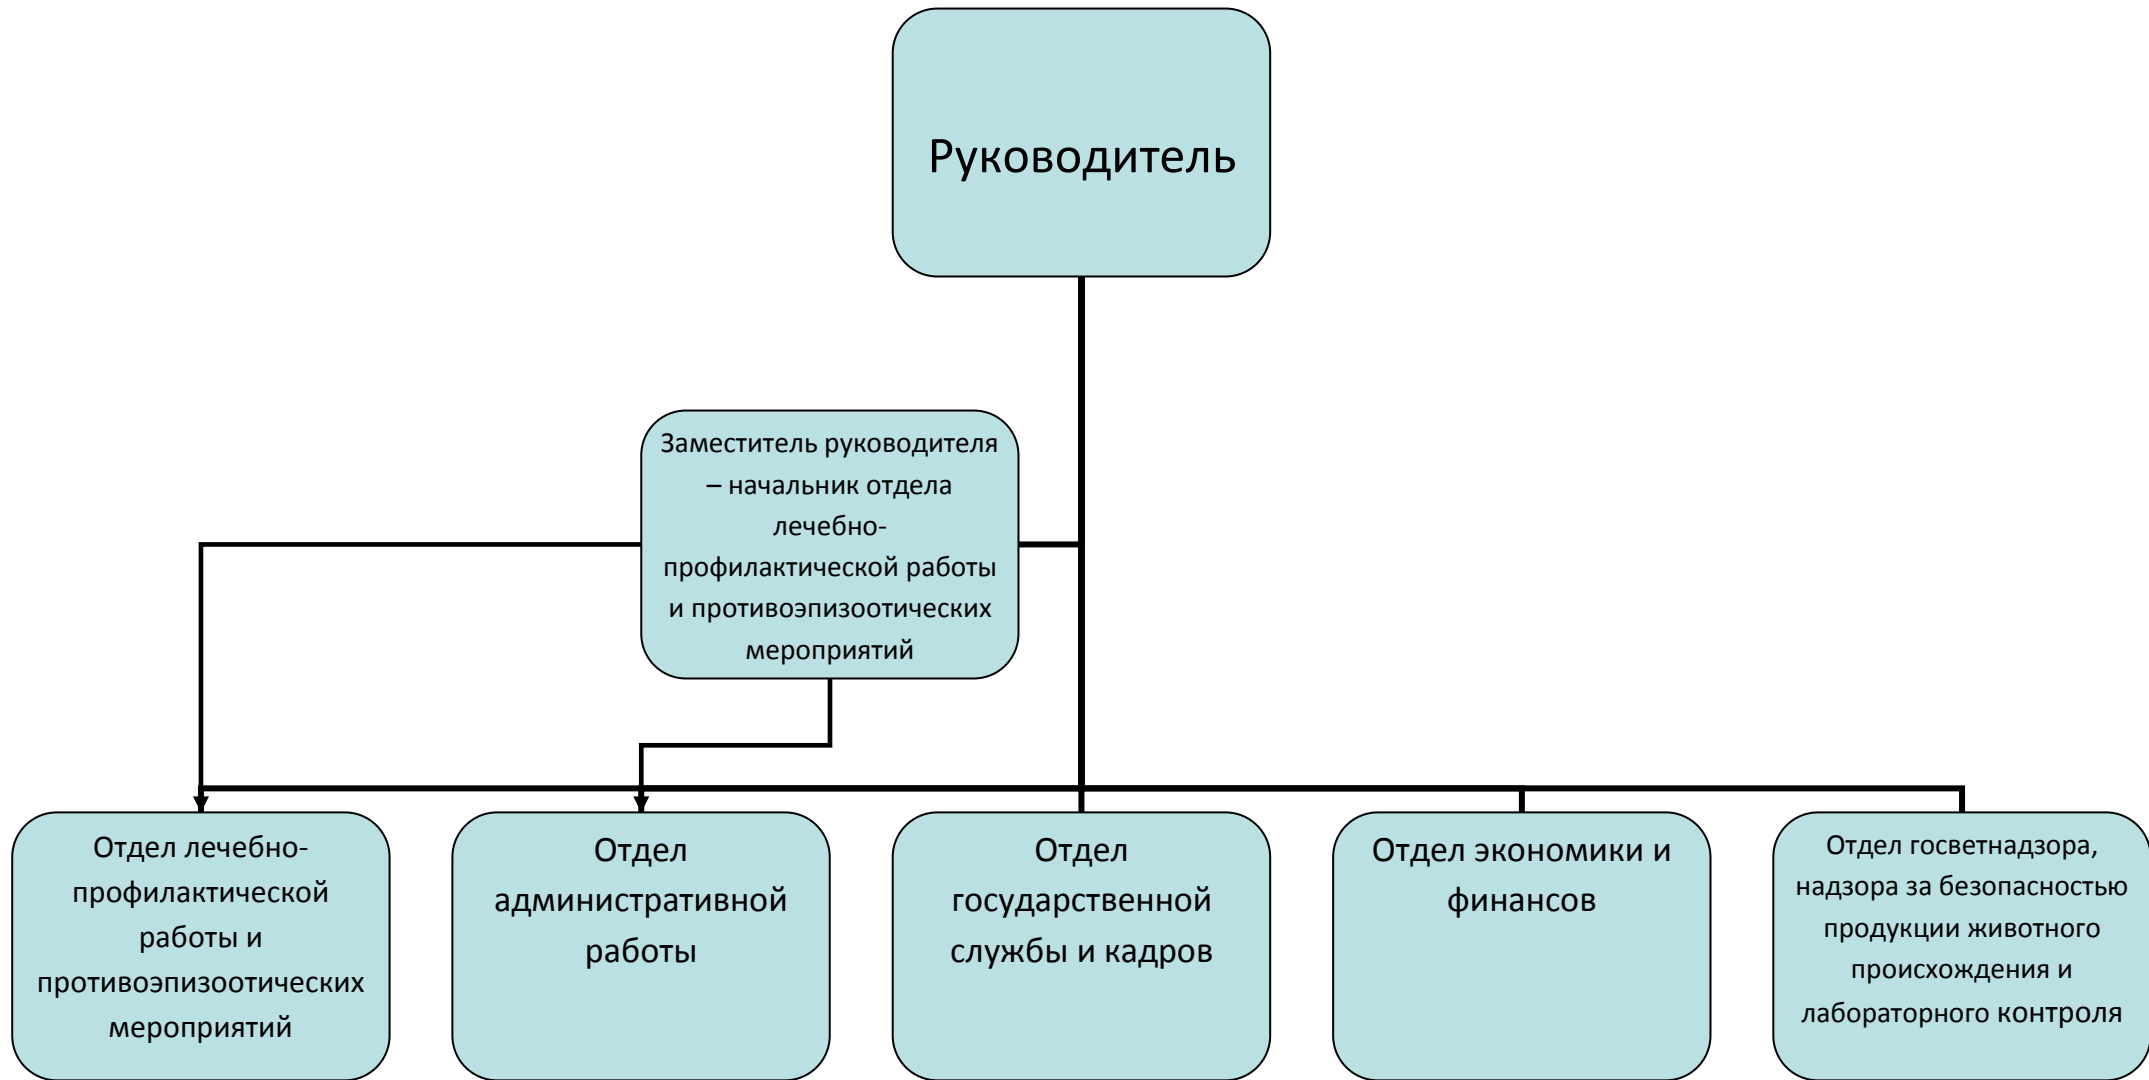 Руководитель
Заместитель руководителя
– начальник отдела
лечебно-
профилактической работы
и противоэпизоотических
мероприятий
Отдел лечебно-
профилактической
работы и
противоэпизоотических
мероприятий
Отдел
административной
работы
Отдел
государственной
службы и кадров
Отдел экономики и
финансов
Отдел госветнадзора,
надзора за безопасностью
продукции животного
происхождения и
лабораторного контроля